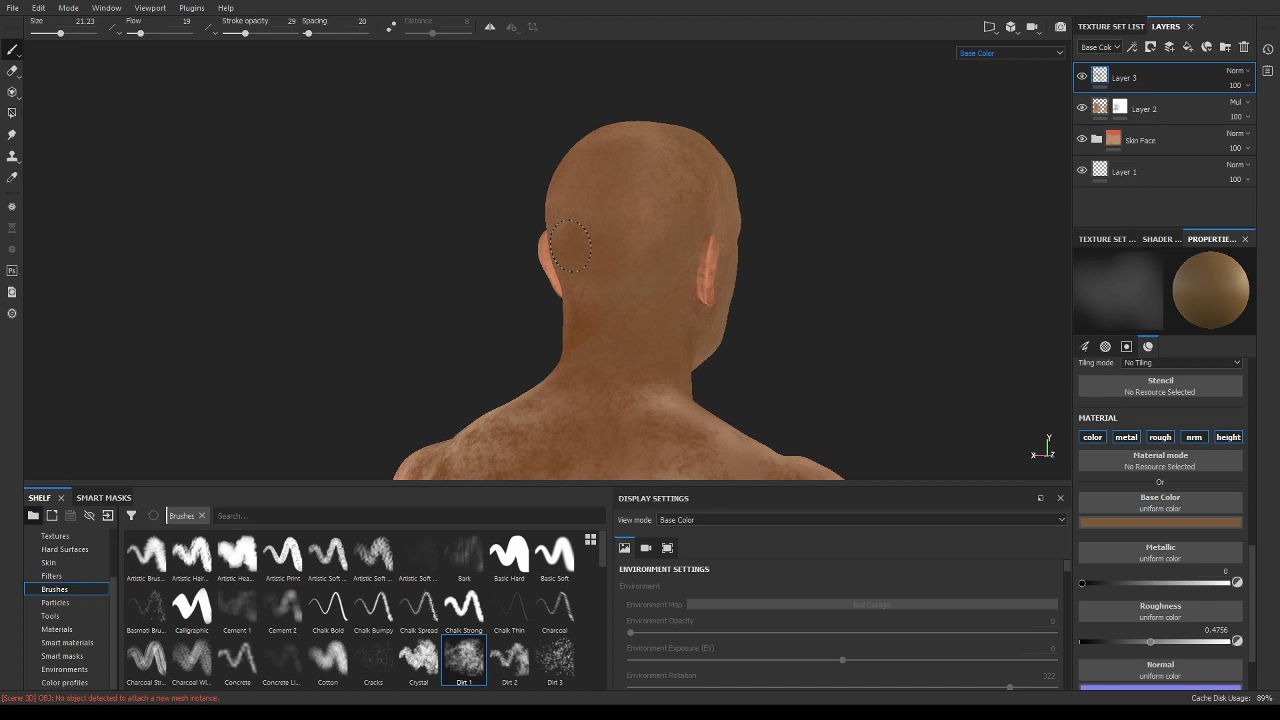 File Edit Mode Window Viewport Plugins Help
Size 21.23 Flow 19 Stroke opacity 29 Spacing 20 Distance 8
Base Color
TEXTURE SET LIST LAYERS
Base Col
Layer 3 Norm 100
Layer 2 Mul 100
Skin Face Norm 100
Layer 1 Norm 100
TEXTURE SET ... SHADER ... PROPERTIE...
Tiling mode No Tiling
Stencil
No Resource Selected
MATERIAL
color metal rough nrm height
Material mode
No Resource Selected
Or
Base Color
uniform color
Metallic
uniform color
0
Roughness
uniform color
0.4756
Normal
uniform color
Y
X Z
SHELF SMART MASKS
Brushes Search...
Textures
Hard Surfaces
Skin
Filters
Brushes
Particles
Tools
Materials
Smart materials
Smart masks
Environments
Color profiles
Artistic Brus... Artistic Hair... Artistic Hea... Artistic Print Artistic Soft ... Artistic Soft ... Artistic Soft ... Bark Basic Hard Basic Soft
Basmati Bru... Calligraphic Cement 1 Cement 2 Chalk Bold Chalk Bumpy Chalk Spread Chalk Strong Chalk Thin Charcoal
Charcoal Str... Charcoal Wi... Concrete Concrete Li... Cotton Cracks Crystal Dirt 1 Dirt 2 Dirt 3
DISPLAY SETTINGS
View mode Base Color
ENVIRONMENT SETTINGS
Environment
Environment Map
Environment Opacity 0
Environment Exposure (EV) 0
Environment Rotation 322
[Scene 3D] OBJ: No object detected to attach a new mesh instance.
Cache Disk Usage: 89%